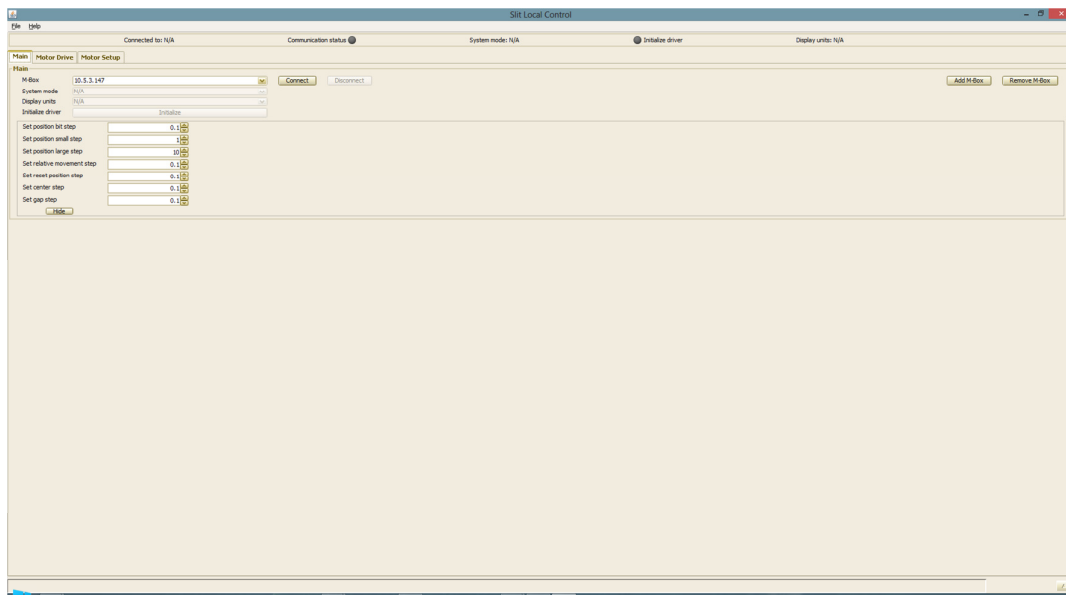 Slit Local Control
File Help
Connected to: N/A Communication status System mode: N/A Initialize driver Display units: N/A
Main Motor Drive Motor Setup
Main
M-Box 10.5.3.147 Connect Disconnect Add M-Box Remove M-Box
System mode N/A
Display units N/A
Initialize driver Initialize
Set position bit step 0.1
Set position small step 1
Set position large step 10
Set relative movement step 0.1
Set reset position step 0.1
Set center step 0.1
Set gap step 0.1
Hide